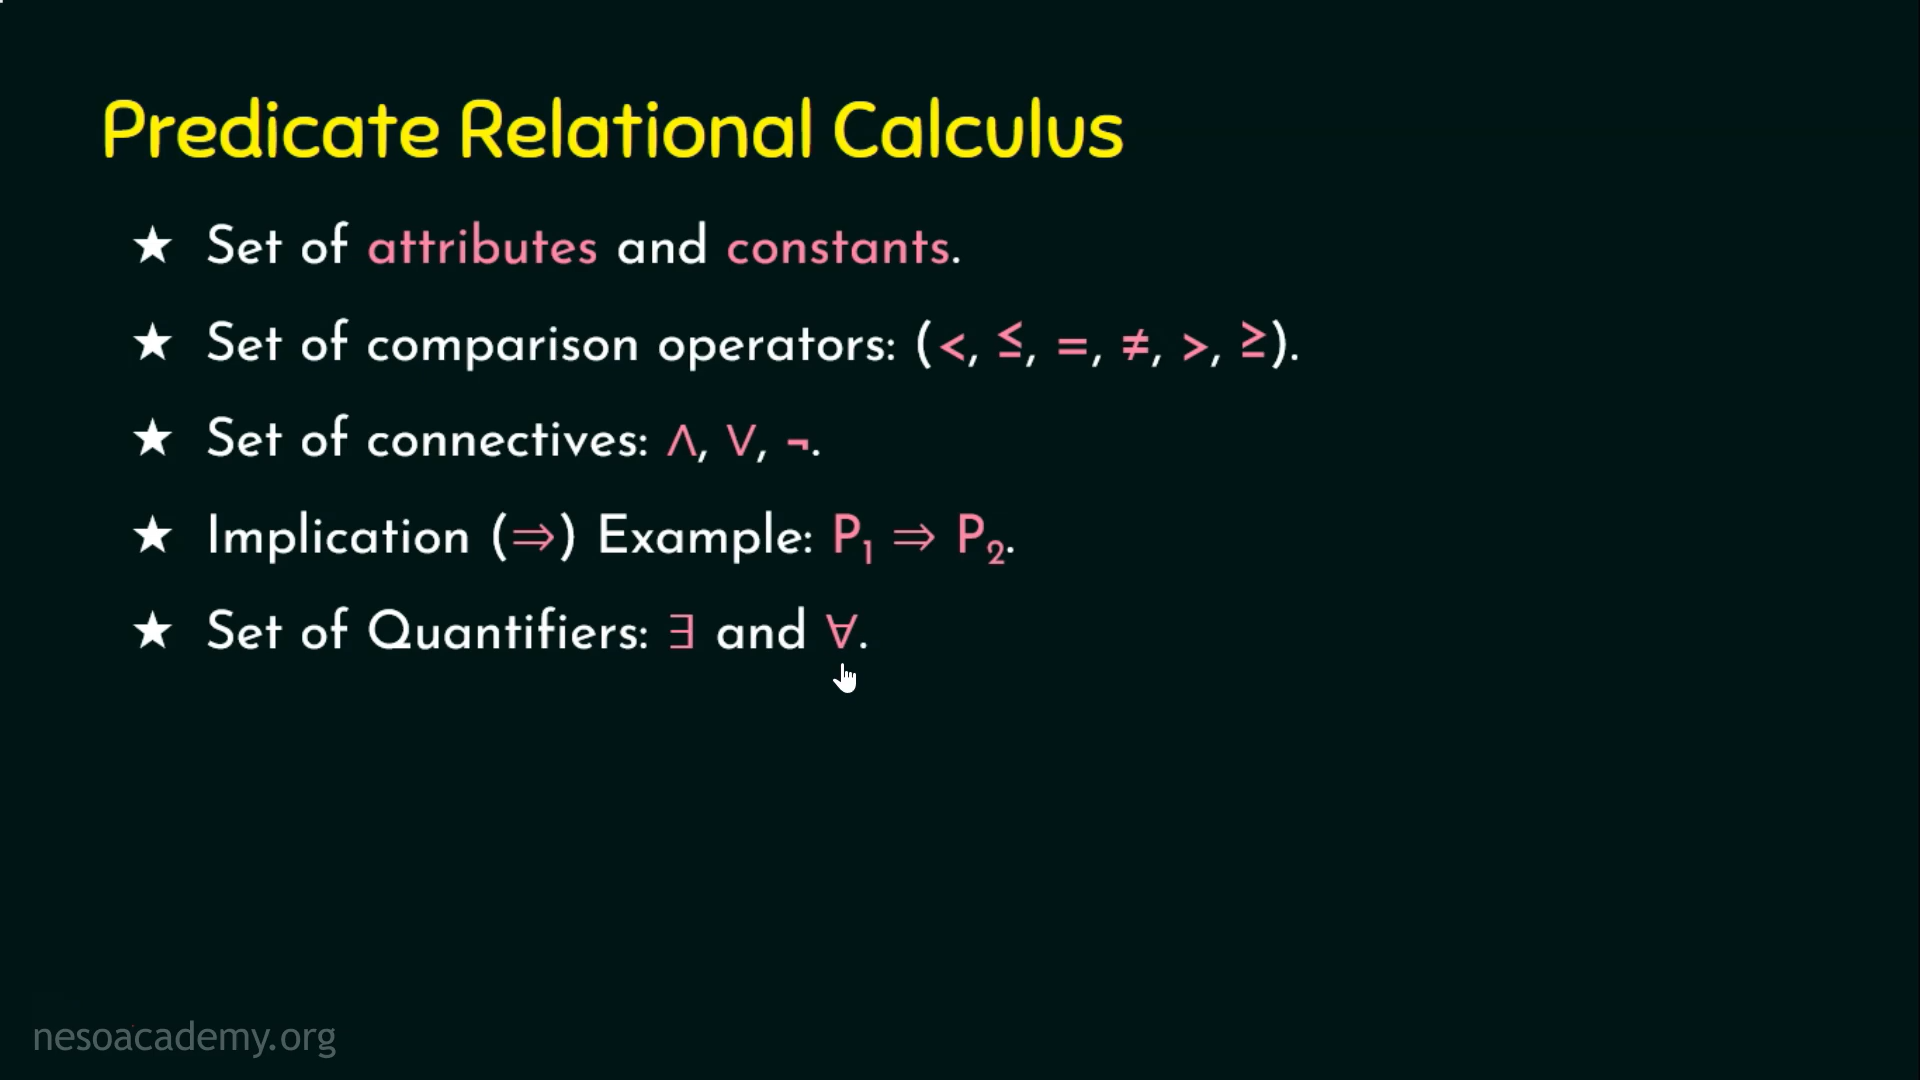 Predicate Relational Calculus
★ Set of attributes and constants.
★ Set of comparison operators: (<, ≤, =, ≠, >, ≥).
★ Set of connectives: ∧, ∨, ¬.
★ Implication (⇒) Example: P₁ ⇒ P₂.
★ Set of Quantifiers: ∃ and ∀.
nesoacademy.org